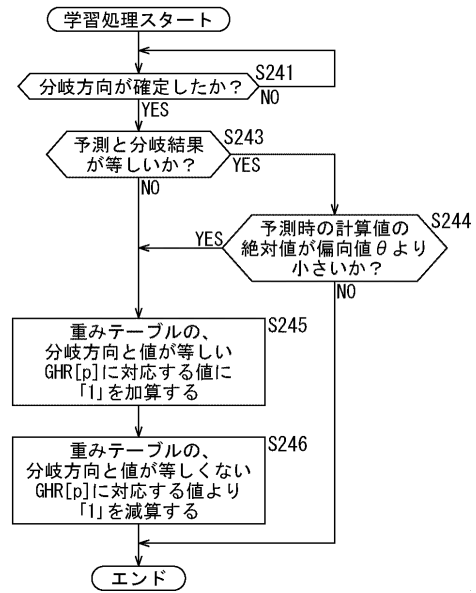 学習処理スタート
S241
分岐方向が確定したか?
NO
YES
S243
予測と分岐結果
が等しいか?
YES
NO
S244
予測時の計算値の
絶対値が偏向値θより
小さいか?
YES
NO
S245
重みテーブルの、
分岐方向と値が等しい
GHR[p]に対応する値に
「1」を加算する
S246
重みテーブルの、
分岐方向と値が等しくない
GHR[p]に対応する値より
「1」を減算する
エンド